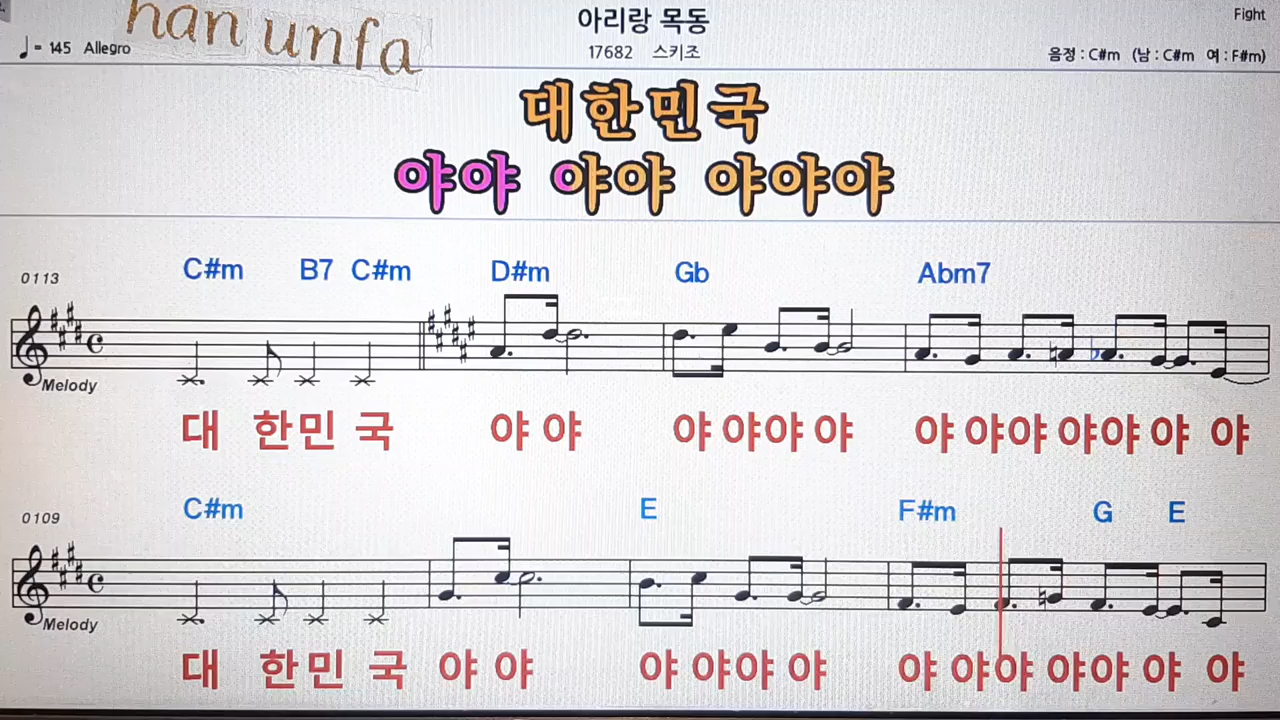 han unfa
아리랑 목동
Fight
♩= 145 Allegro
17682 스키조
음정 : C#m (남 : C#m 여 : F#m)
대한민국
야야 야야 야야야
0113
C#m B7 C#m D#m Gb Abm7
Melody
대 한민 국 야 야 야 야야 야 야 야야 야야 야 야
0109
C#m E F#m G E
Melody
대 한민 국 야 야 야 야야 야 야 야야 야야 야 야